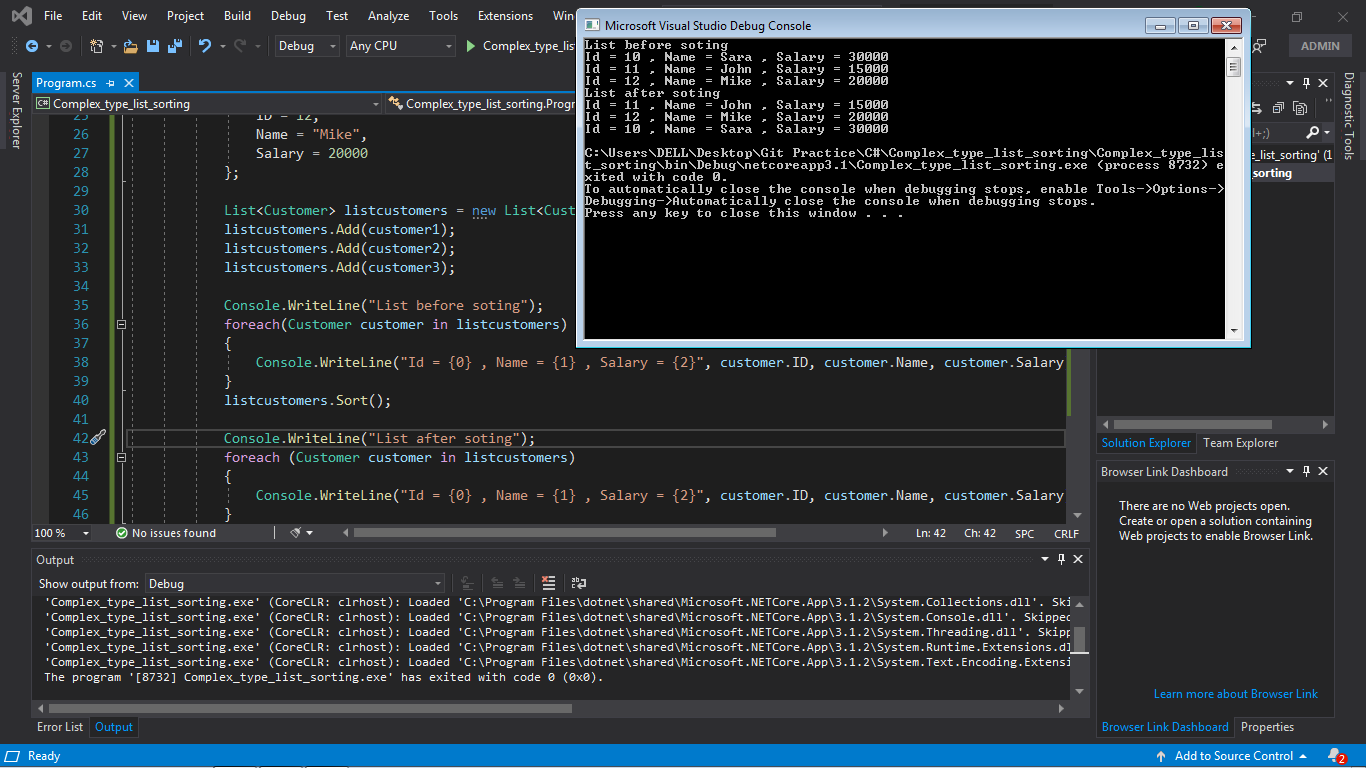 File Edit View Project Build Debug Test Analyze Tools Extensions Win
Debug Any CPU Complex_type_list ADMIN
Microsoft Visual Studio Debug Console
List before soting
Id = 10 , Name = Sara , Salary = 30000
Id = 11 , Name = John , Salary = 15000
Id = 12 , Name = Mike , Salary = 20000
List after soting
Id = 11 , Name = John , Salary = 15000
Id = 12 , Name = Mike , Salary = 20000
Id = 10 , Name = Sara , Salary = 30000
C:\Users\DELL\Desktop\Git Practice\C#\Complex_type_list_sorting\Complex_type_lis
t_sorting\bin\Debug\netcoreapp3.1\Complex_type_list_sorting.exe (process 8732) e
xited with code 0.
To automatically close the console when debugging stops, enable Tools->Options->
Debugging->Automatically close the console when debugging stops.
Press any key to close this window . . .
Server Explorer
Program.cs
C# Complex_type_list_sorting Complex_type_list_sorting.Progr
25 ID = 12,
26 Name = "Mike",
27 Salary = 20000
28 };
29
30 List<Customer> listcustomers = new List<Cust
31 listcustomers.Add(customer1);
32 listcustomers.Add(customer2);
33 listcustomers.Add(customer3);
34
35 Console.WriteLine("List before soting");
36 foreach(Customer customer in listcustomers)
37 {
38 Console.WriteLine("Id = {0} , Name = {1} , Salary = {2}", customer.ID, customer.Name, customer.Salary
39 }
40 listcustomers.Sort();
41
42 Console.WriteLine("List after soting");
43 foreach (Customer customer in listcustomers)
44 {
45 Console.WriteLine("Id = {0} , Name = {1} , Salary = {2}", customer.ID, customer.Name, customer.Salary
46 }
100 % No issues found Ln: 42 Ch: 42 SPC CRLF
+;)
e_list_sorting' (1
_sorting
Diagnostic Tools
Solution Explorer Team Explorer
Browser Link Dashboard
There are no Web projects open.
Create or open a solution containing
Web projects to enable Browser Link.
Learn more about Browser Link
Browser Link Dashboard Properties
Output
Show output from: Debug
'Complex_type_list_sorting.exe' (CoreCLR: clrhost): Loaded 'C:\Program Files\dotnet\shared\Microsoft.NETCore.App\3.1.2\System.Collections.dll'. Ski
'Complex_type_list_sorting.exe' (CoreCLR: clrhost): Loaded 'C:\Program Files\dotnet\shared\Microsoft.NETCore.App\3.1.2\System.Console.dll'. Skipped
'Complex_type_list_sorting.exe' (CoreCLR: clrhost): Loaded 'C:\Program Files\dotnet\shared\Microsoft.NETCore.App\3.1.2\System.Threading.dll'. Skipp
'Complex_type_list_sorting.exe' (CoreCLR: clrhost): Loaded 'C:\Program Files\dotnet\shared\Microsoft.NETCore.App\3.1.2\System.Runtime.Extensions.dl
'Complex_type_list_sorting.exe' (CoreCLR: clrhost): Loaded 'C:\Program Files\dotnet\shared\Microsoft.NETCore.App\3.1.2\System.Text.Encoding.Extensi
The program '[8732] Complex_type_list_sorting.exe' has exited with code 0 (0x0).
Error List Output
Ready Add to Source Control 2